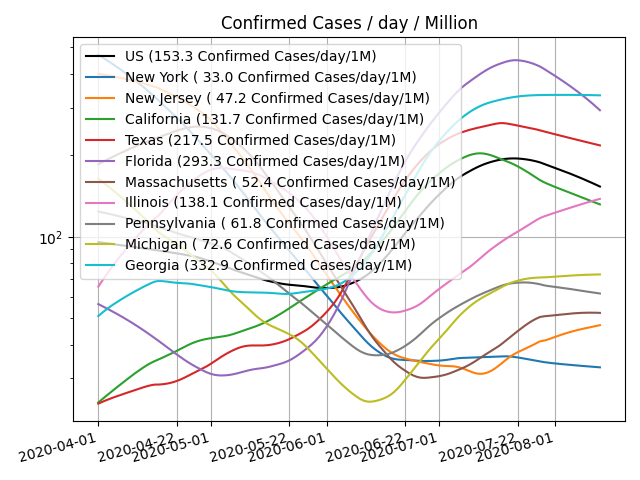 Confirmed Cases / day / Million
US (153.3 Confirmed Cases/day/1M)
New York ( 33.0 Confirmed Cases/day/1M)
New Jersey ( 47.2 Confirmed Cases/day/1M)
California (131.7 Confirmed Cases/day/1M)
Texas (217.5 Confirmed Cases/day/1M)
Florida (293.3 Confirmed Cases/day/1M)
Massachusetts ( 52.4 Confirmed Cases/day/1M)
Illinois (138.1 Confirmed Cases/day/1M)
Pennsylvania ( 61.8 Confirmed Cases/day/1M)
Michigan ( 72.6 Confirmed Cases/day/1M)
Georgia (332.9 Confirmed Cases/day/1M)
10²
2020-04-01
2020-04-22
2020-05-01
2020-05-22
2020-06-01
2020-06-22
2020-07-01
2020-07-22
2020-08-01